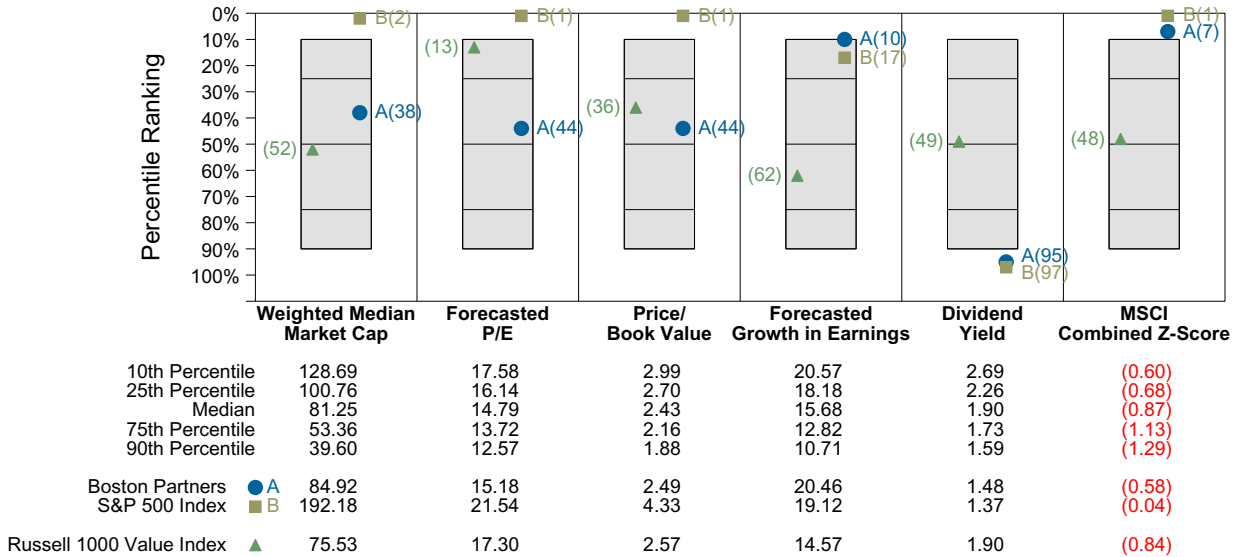 Percentile Ranking
0%
10%
20%
30%
40%
50%
60%
70%
80%
90%
100%
B(2)
A(38)
(52)
B(1)
(13)
A(44)
B(1)
(36)
A(44)
A(10)
B(17)
(62)
(49)
A(95)
B(97)
B(1)
A(7)
(48)
Weighted Median Market Cap
Forecasted P/E
Price/ Book Value
Forecasted Growth in Earnings
Dividend Yield
MSCI Combined Z-Score
10th Percentile 128.69 17.58 2.99 20.57 2.69 (0.60)
25th Percentile 100.76 16.14 2.70 18.18 2.26 (0.68)
Median 81.25 14.79 2.43 15.68 1.90 (0.87)
75th Percentile 53.36 13.72 2.16 12.82 1.73 (1.13)
90th Percentile 39.60 12.57 1.88 10.71 1.59 (1.29)
Boston Partners A 84.92 15.18 2.49 20.46 1.48 (0.58)
S&P 500 Index B 192.18 21.54 4.33 19.12 1.37 (0.04)
Russell 1000 Value Index 75.53 17.30 2.57 14.57 1.90 (0.84)